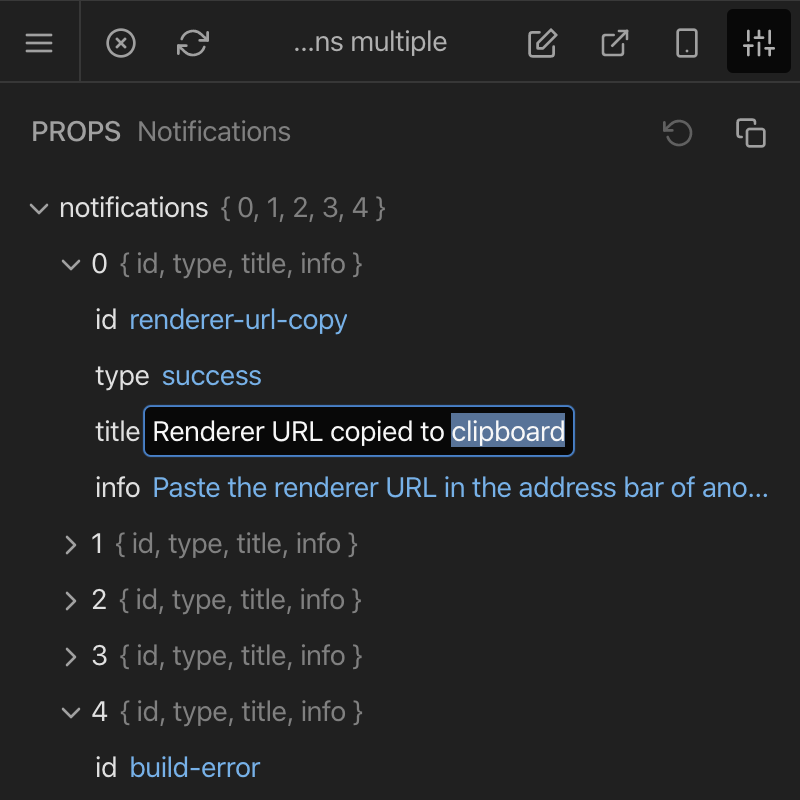 ...ns multiple
PROPS Notifications
notifications { 0, 1, 2, 3, 4 }
0 { id, type, title, info }
id renderer-url-copy
type success
title Renderer URL copied to clipboard
info Paste the renderer URL in the address bar of ano...
1 { id, type, title, info }
2 { id, type, title, info }
3 { id, type, title, info }
4 { id, type, title, info }
id build-error